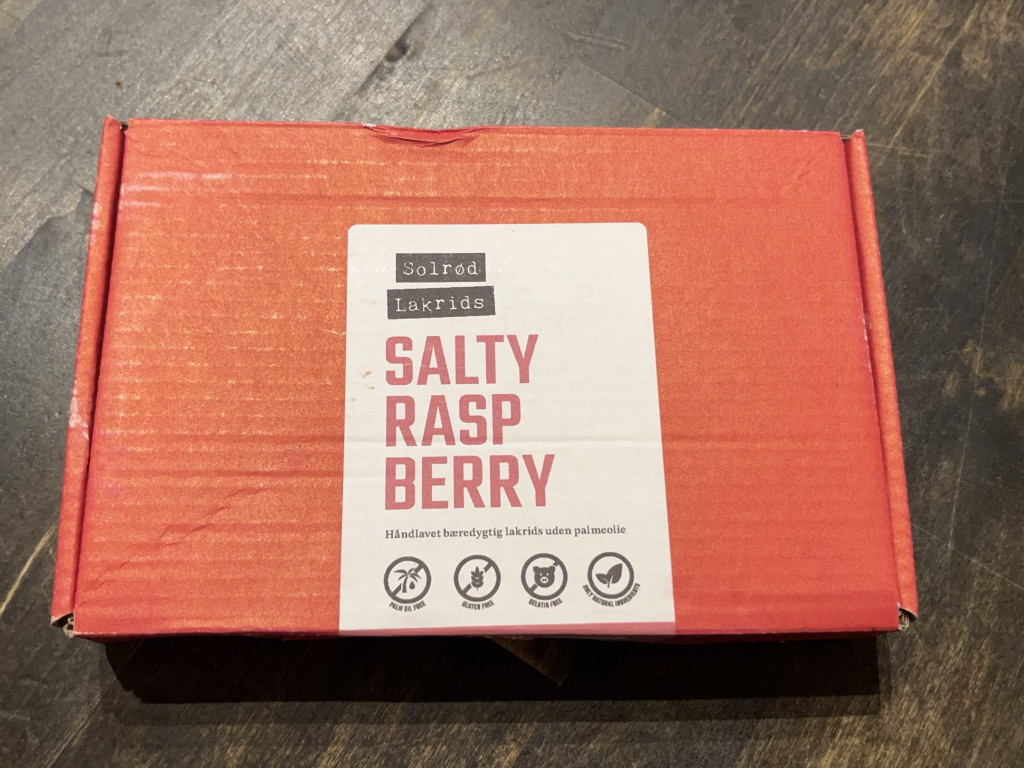 Solrød
Lakrids
SALTY
RASP
BERRY
Håndlavet bæredygtig lakrids uden palmeolie
PALM OIL FREE
GLUTEN FREE
GELATIN FREE
ONLY NATURAL INGREDIENTS